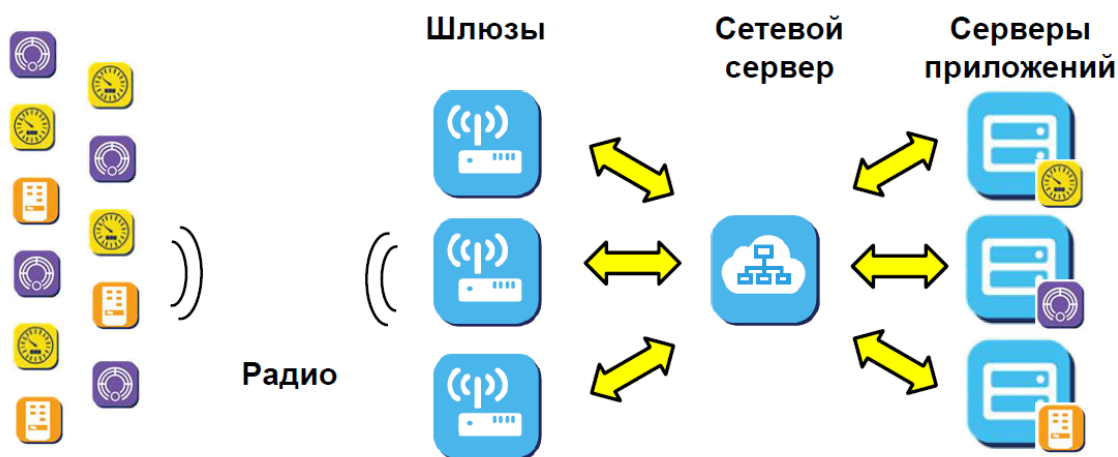 Шлюзы
Сетевой
сервер
Серверы
приложений
Радио